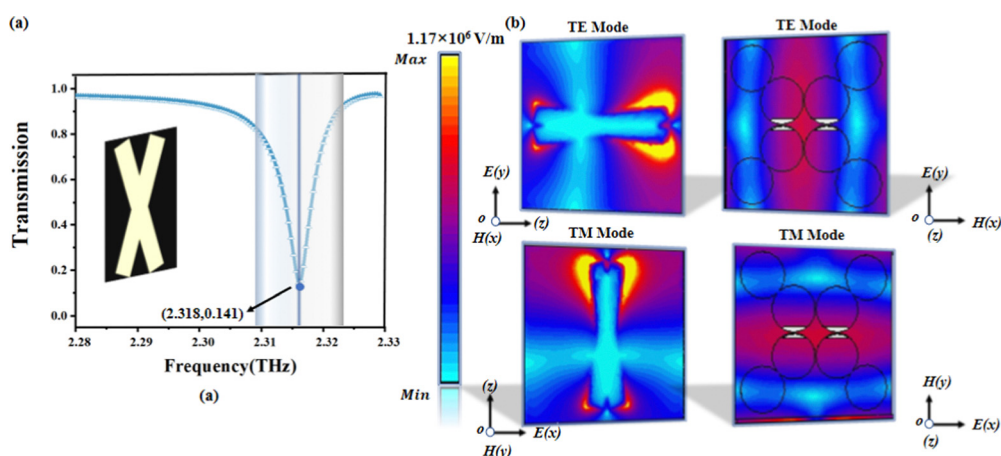 (a)
Transmission
1.0
0.8
0.6
0.4
0.2
0.0
(2.318,0.141)
2.28
2.29
2.30
2.31
2.32
2.33
Frequency(THz)
(a)
1.17×10⁶ V/m
Max
Min
(b)
TE Mode
TE Mode
E(y)
o
(z)
H(x)
E(y)
o
H(x)
(z)
TM Mode
TM Mode
(z)
o
E(x)
H(y)
H(y)
o
E(x)
(z)